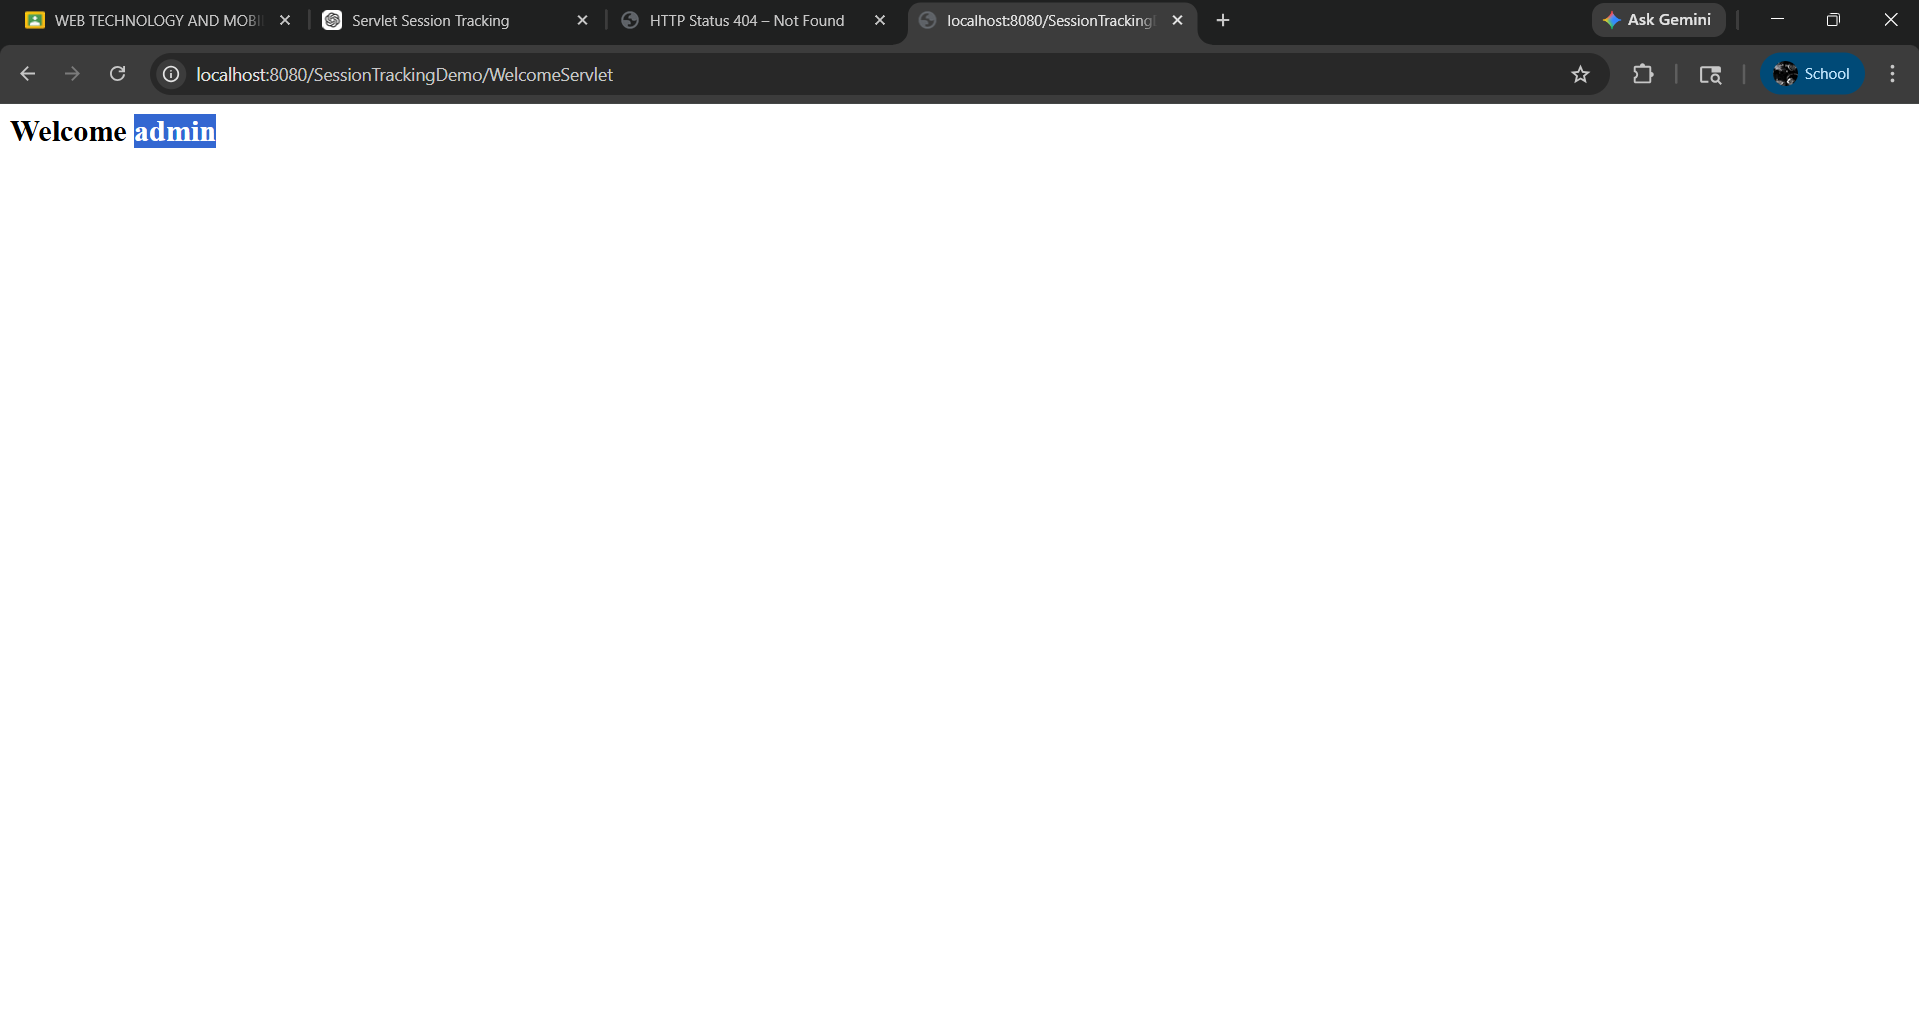 WEB TECHNOLOGY AND MOBI
Servlet Session Tracking
HTTP Status 404 – Not Found
localhost:8080/SessionTracking
Ask Gemini
localhost:8080/SessionTrackingDemo/WelcomeServlet
School
Welcome admin